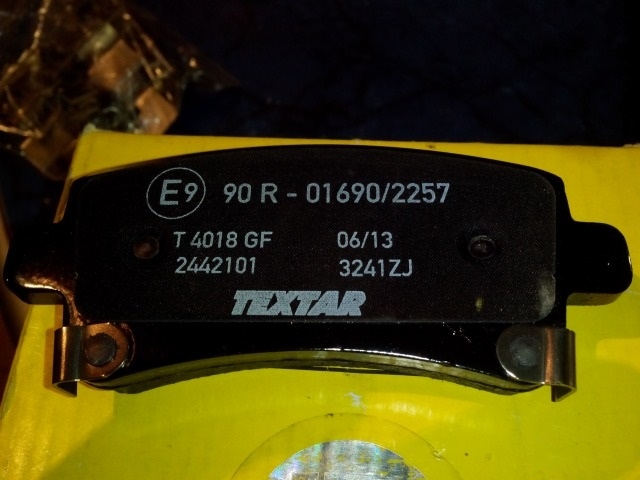 E9 90 R - 01690/2257
T 4018 GF 06/13
2442101 3241ZJ
TEXTAR